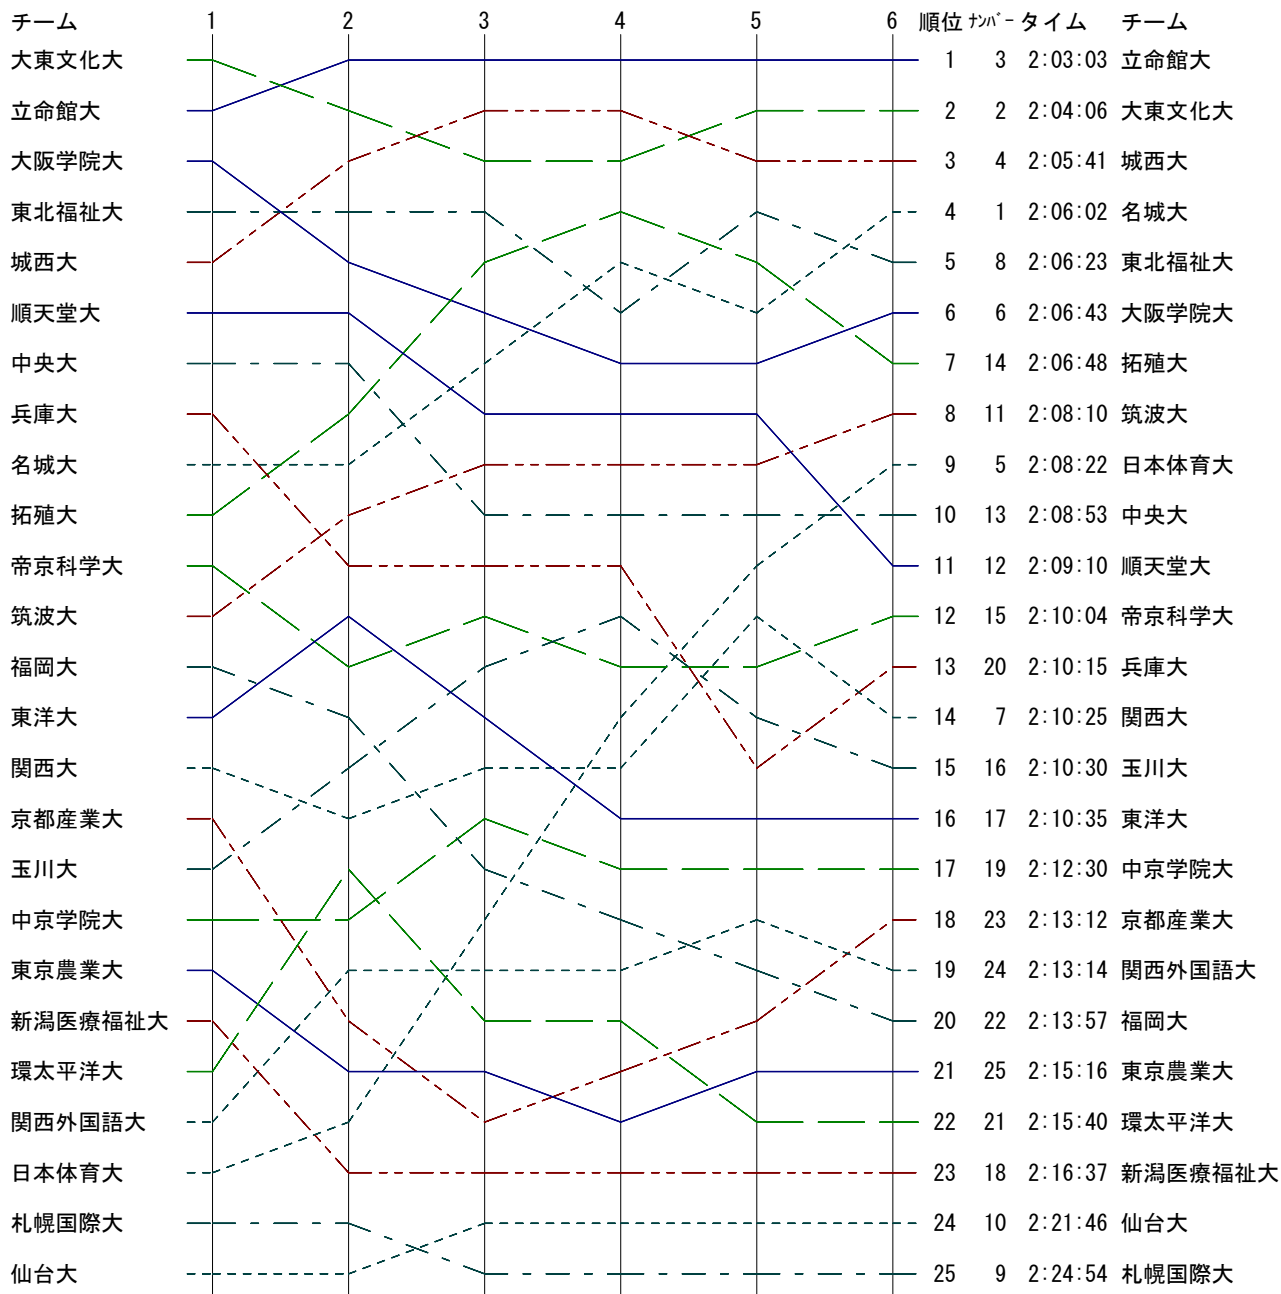 チーム 1 2 3 4 5 6 順位 ﾅﾝﾊﾞｰ タイム チーム
大東文化大 1 3 2:03:03 立命館大
立命館大 2 2 2:04:06 大東文化大
大阪学院大 3 4 2:05:41 城西大
東北福祉大 4 1 2:06:02 名城大
城西大 5 8 2:06:23 東北福祉大
順天堂大 6 6 2:06:43 大阪学院大
中央大 7 14 2:06:48 拓殖大
兵庫大 8 11 2:08:10 筑波大
名城大 9 5 2:08:22 日本体育大
拓殖大 10 13 2:08:53 中央大
帝京科学大 11 12 2:09:10 順天堂大
筑波大 12 15 2:10:04 帝京科学大
福岡大 13 20 2:10:15 兵庫大
東洋大 14 7 2:10:25 関西大
関西大 15 16 2:10:30 玉川大
京都産業大 16 17 2:10:35 東洋大
玉川大 17 19 2:12:30 中京学院大
中京学院大 18 23 2:13:12 京都産業大
東京農業大 19 24 2:13:14 関西外国語大
新潟医療福祉大 20 22 2:13:57 福岡大
環太平洋大 21 25 2:15:16 東京農業大
関西外国語大 22 21 2:15:40 環太平洋大
日本体育大 23 18 2:16:37 新潟医療福祉大
札幌国際大 24 10 2:21:46 仙台大
仙台大 25 9 2:24:54 札幌国際大